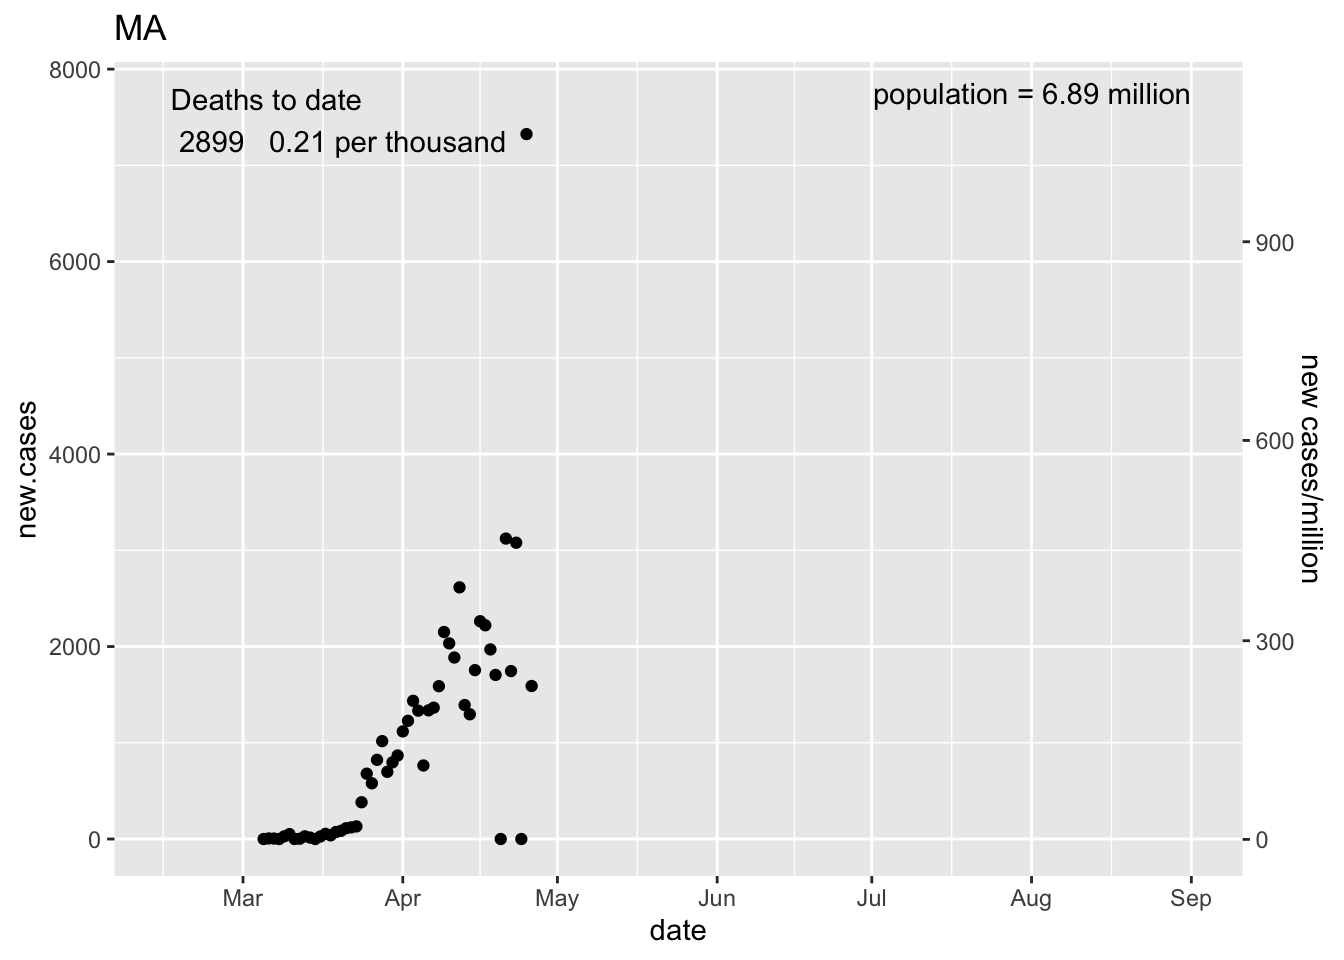 MA
Deaths to date
2899 0.21 per thousand
population = 6.89 million
8000
6000
4000
2000
0
new.cases
900
600
300
0
new cases/million
Mar Apr May Jun Jul Aug Sep
date